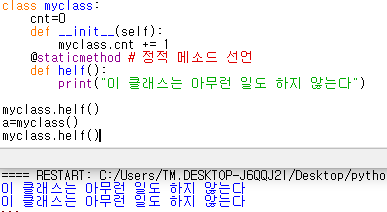 class myclass:
    cnt=0
    def __init__(self):
        myclass.cnt += 1
    @staticmethod # 정적 메소드 선언
    def helf():
        print("이 클래스는 아무런 일도 하지 않는다")

myclass.helf()
a=myclass()
myclass.helf()
==== RESTART: C:/Users/TM.DESKTOP-J6QQJ2I/Desktop/pytho
이 클래스는 아무런 일도 하지 않는다
이 클래스는 아무런 일도 하지 않는다